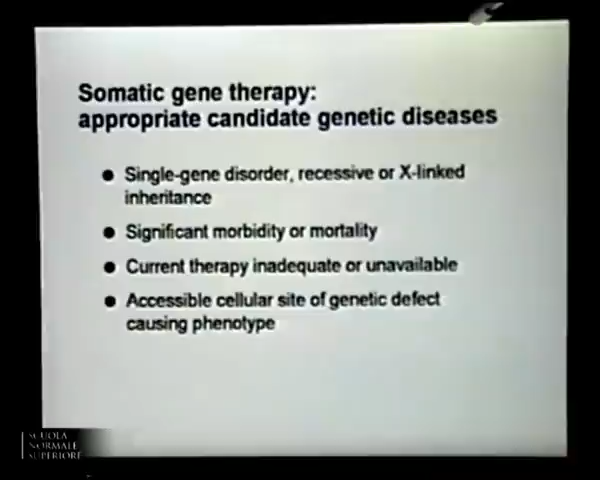 Somatic gene therapy:
appropriate candidate genetic diseases
● Single-gene disorder, recessive or X-linked
inheritance
● Significant morbidity or mortality
● Current therapy inadequate or unavailable
● Accessible cellular site of genetic defect
causing phenotype
SCUOLA
NORMALE
SUPERIORE